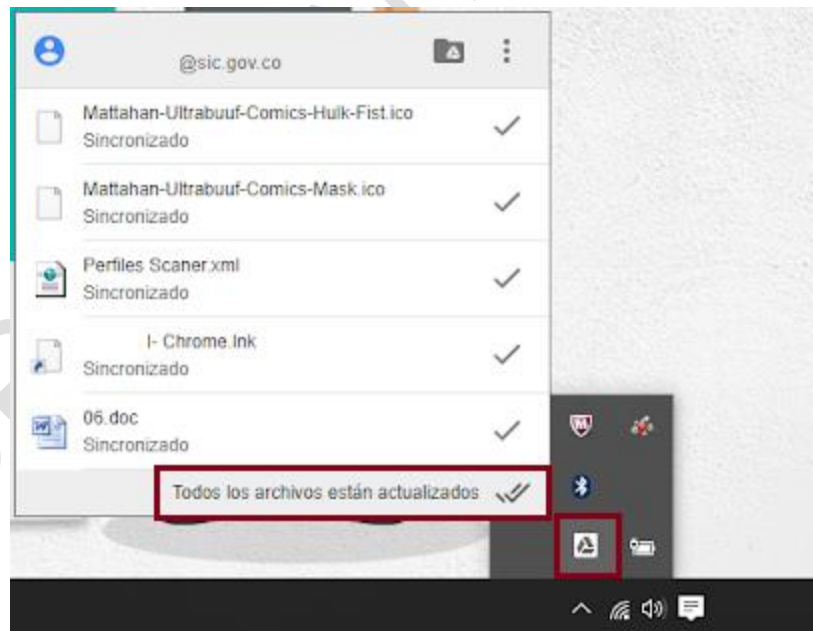 @sic.gov.co
Mattahan-Ultrabuuf-Comics-Hulk-Fist.ico
Sincronizado
Mattahan-Ultrabuuf-Comics-Mask.ico
Sincronizado
Perfiles Scaner.xml
Sincronizado
l- Chrome.lnk
Sincronizado
06.doc
Sincronizado
Todos los archivos están actualizados